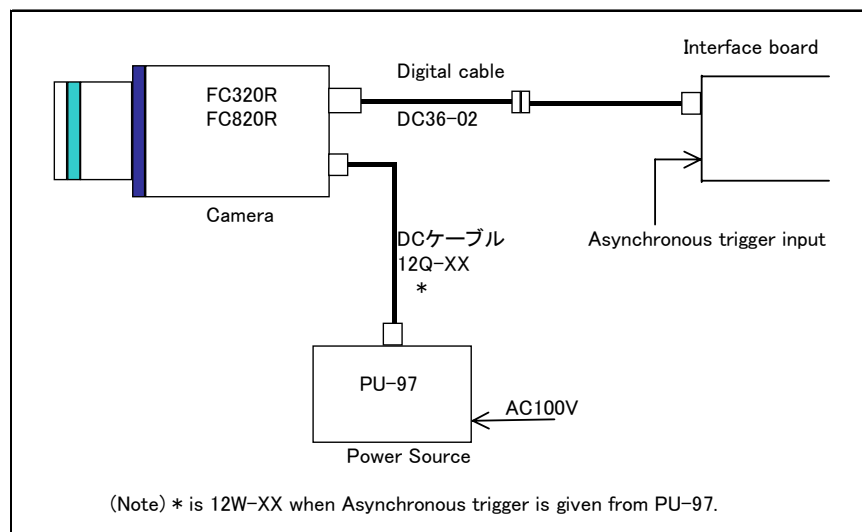 Interface board
Digital cable
FC320R
FC820R
DC36-02
Camera
DCケーブル
12Q-XX
*
Asynchronous trigger input
PU-97
AC100V
Power Source
(Note) * is 12W-XX when Asynchronous trigger is given from PU-97.